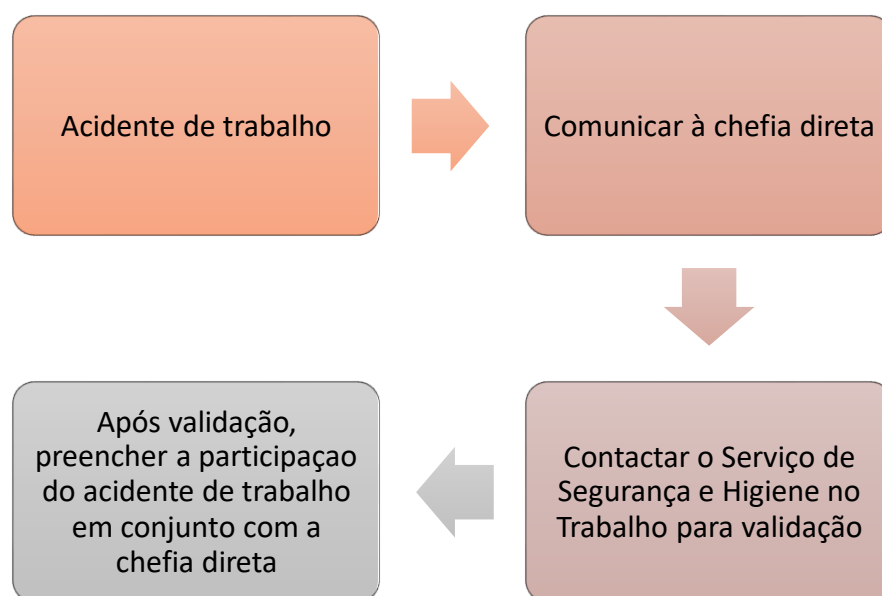 Acidente de trabalho
Comunicar à chefia direta
Contactar o Serviço de
Segurança e Higiene no
Trabalho para validação
Após validação,
preencher a participaçao
do acidente de trabalho
em conjunto com a
chefia direta